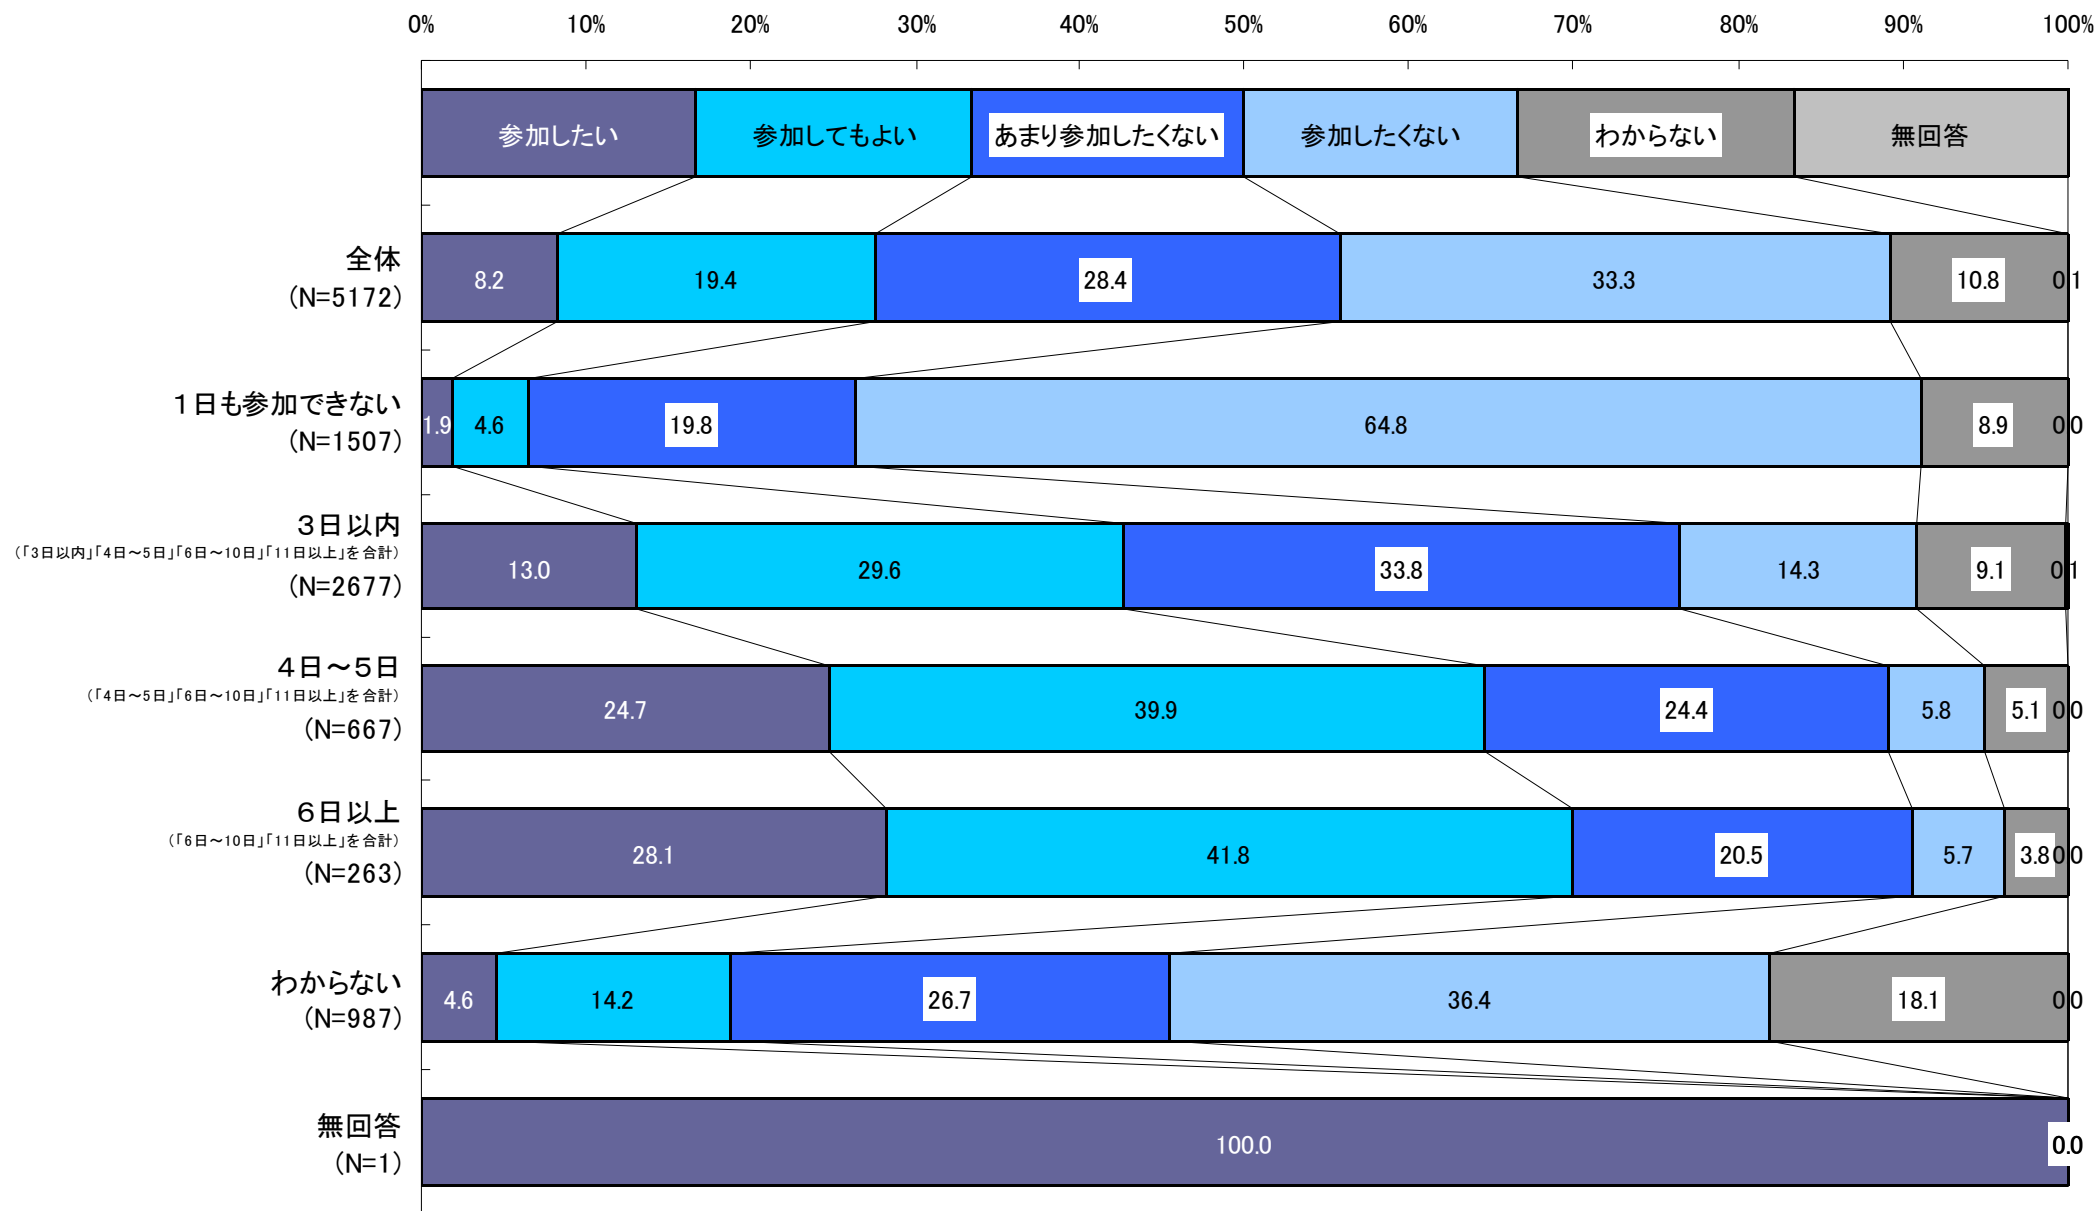 0% 10% 20% 30% 40% 50% 60% 70% 80% 90% 100%
参加したい 参加してもよい あまり参加したくない 参加したくない わからない 無回答
全体
(N=5172)
8.2 19.4 28.4 33.3 10.8 0.1
１日も参加できない
(N=1507)
1.9 4.6 19.8 64.8 8.9 0.0
３日以内
(「3日以内」「4日～5日」「6日～10日」「11日以上」を合計)
(N=2677)
13.0 29.6 33.8 14.3 9.1 0.1
４日～５日
(「4日～5日」「6日～10日」「11日以上」を合計)
(N=667)
24.7 39.9 24.4 5.8 5.1 0.0
６日以上
(「6日～10日」「11日以上」を合計)
(N=263)
28.1 41.8 20.5 5.7 3.8 0.0
わからない
(N=987)
4.6 14.2 26.7 36.4 18.1 0.0
無回答
(N=1)
100.0 0.0